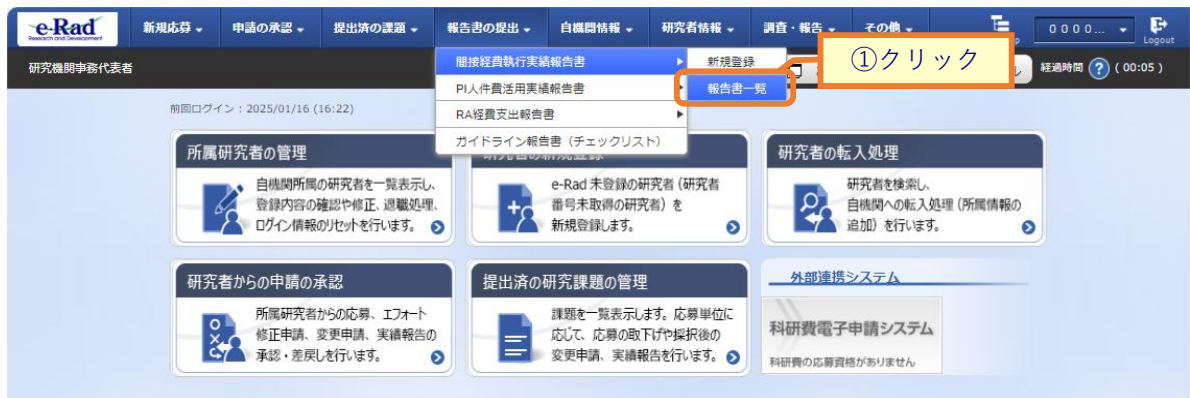 e-Rad
Research and Development
新規応募
申請の承認
提出済の課題
報告書の提出
自機関情報
研究者情報
調査・報告
その他
0000...
Logout
研究機関事務代表者
間接経費執行実績報告書
新規登録
①クリック
経過時間 ? ( 00:05 )
PI人件費活用実績報告書
報告書一覧
前回ログイン：2025/01/16 (16:22)
RA経費支出報告書
ガイドライン報告書（チェックリスト）
所属研究者の管理
自機関所属の研究者を一覧表示し、
登録内容の確認や修正、退職処理、
ログイン情報のリセットを行います。
e-Rad 未登録の研究者 (研究者
番号未取得の研究者) を
新規登録します。
研究者の転入処理
研究者を検索し、
自機関への転入処理 (所属情報の
追加) を行います。
研究者からの申請の承認
所属研究者からの応募、エフォート
修正申請、変更申請、実績報告の
承認・差戻しを行います。
提出済の研究課題の管理
課題を一覧表示します。応募単位に
応じて、応募の取下げや採択後の
変更申請、実績報告を行います。
外部連携システム
科研費電子申請システム
科研費の応募資格がありません